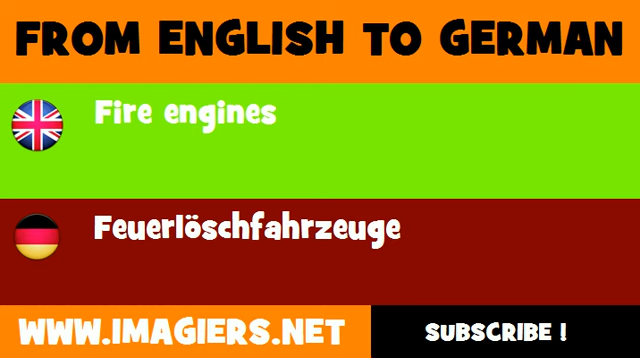 FROM ENGLISH TO GERMAN
Fire engines
Feuerlöschfahrzeuge
WWW.IMAGIERS.NET
SUBSCRIBE !